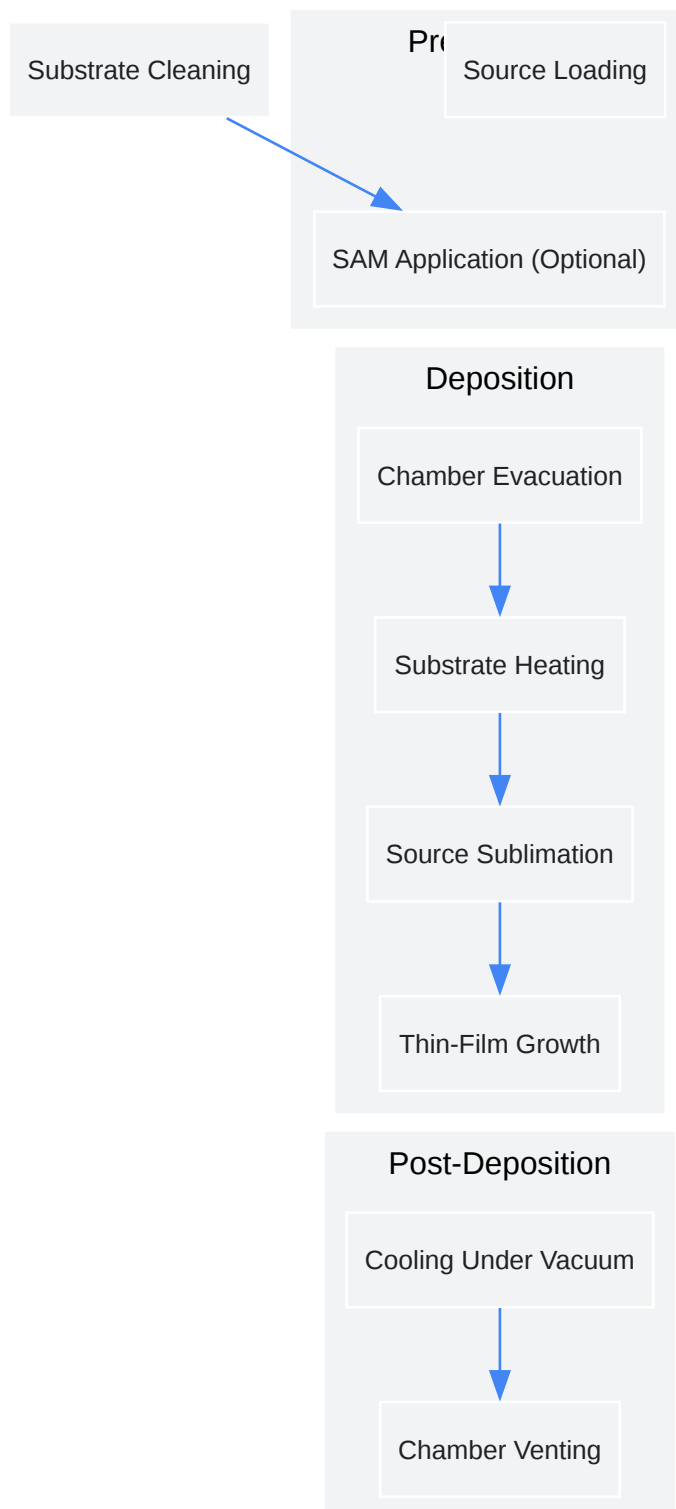 Substrate Cleaning
Source Loading
SAM Application (Optional)
Deposition
Chamber Evacuation
Substrate Heating
Source Sublimation
Thin-Film Growth
Post-Deposition
Cooling Under Vacuum
Chamber Venting